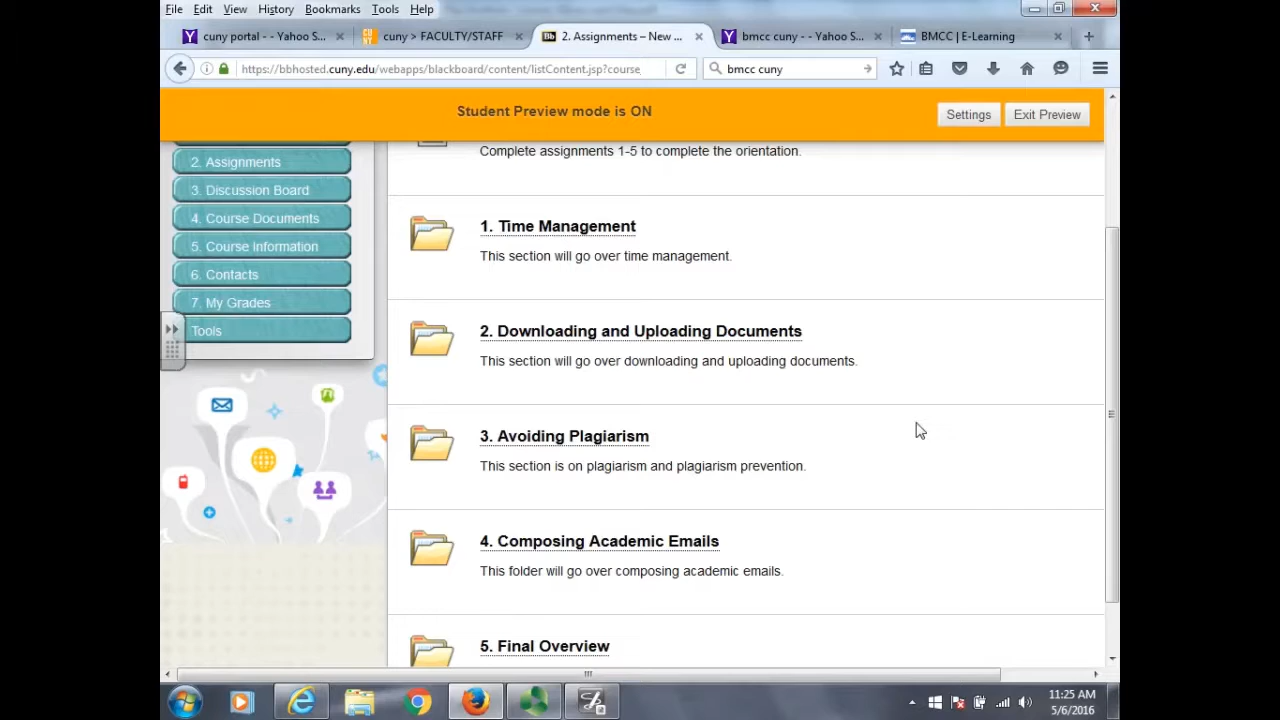 File Edit View History Bookmarks Tools Help
cuny portal - - Yahoo S... × cuny > FACULTY/STAFF × 2. Assignments – New ... × bmcc cuny - - Yahoo S... × BMCC | E-Learning ×
https://bbhosted.cuny.edu/webapps/blackboard/content/listContent.jsp?course_ bmcc cuny
Student Preview mode is ON
Settings Exit Preview
2. Assignments
3. Discussion Board
4. Course Documents
5. Course Information
6. Contacts
7. My Grades
Tools
Complete assignments 1-5 to complete the orientation.
1. Time Management
This section will go over time management.
2. Downloading and Uploading Documents
This section will go over downloading and uploading documents.
3. Avoiding Plagiarism
This section is on plagiarism and plagiarism prevention.
4. Composing Academic Emails
This folder will go over composing academic emails.
5. Final Overview
11:25 AM
5/6/2016